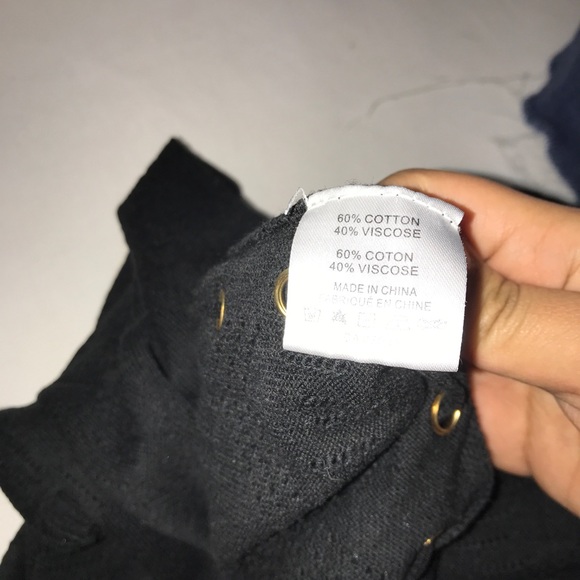 60% COTTON
40% VISCOSE
60% COTON
40% VISCOSE
MADE IN CHINA
FABRIQUÉ EN CHINE